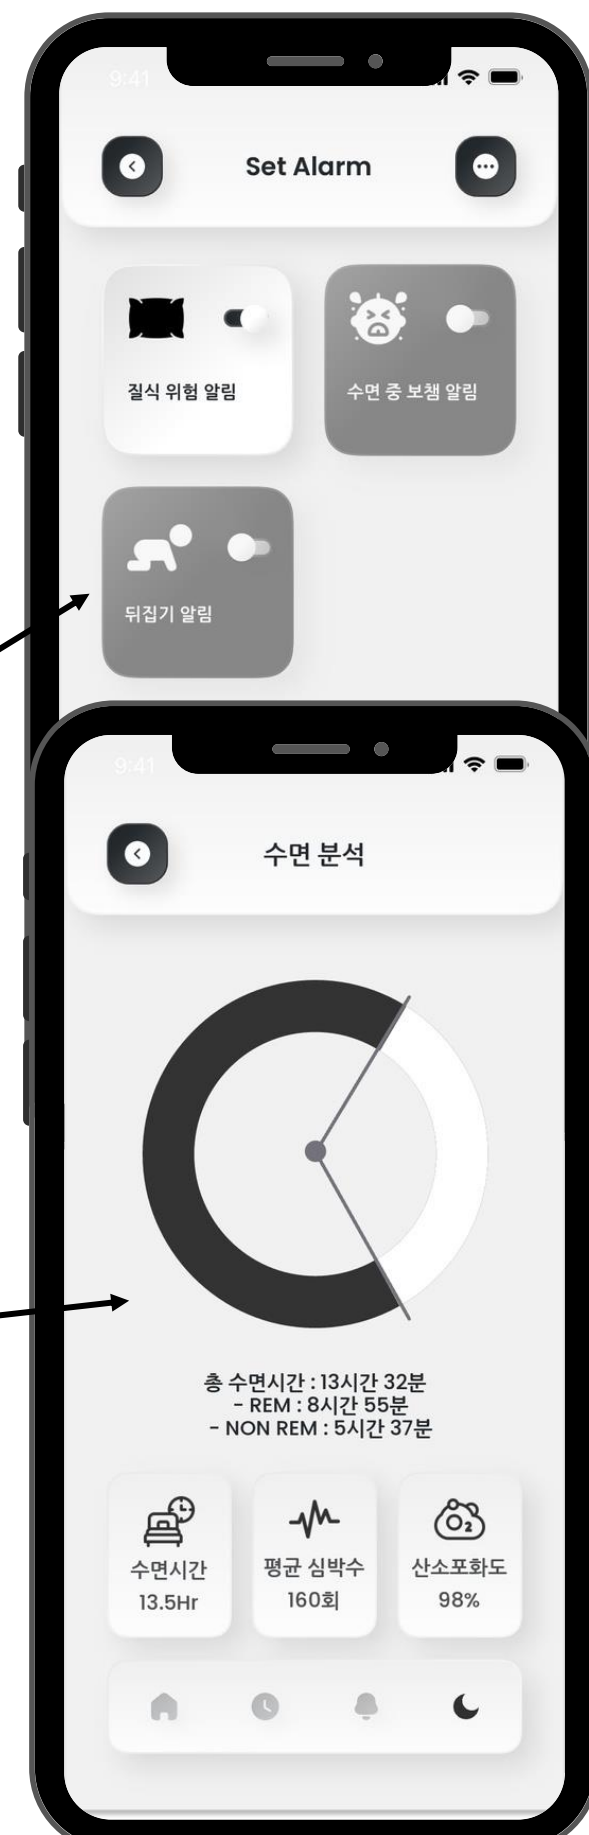 9:41
Set Alarm
질식 위험 알림
수면 중 보챔 알림
뒤집기 알림
9:41
수면 분석
총 수면시간 : 13시간 32분
- REM : 8시간 55분
- NON REM : 5시간 37분
수면시간
13.5Hr
평균 심박수
160회
O₂
산소포화도
98%